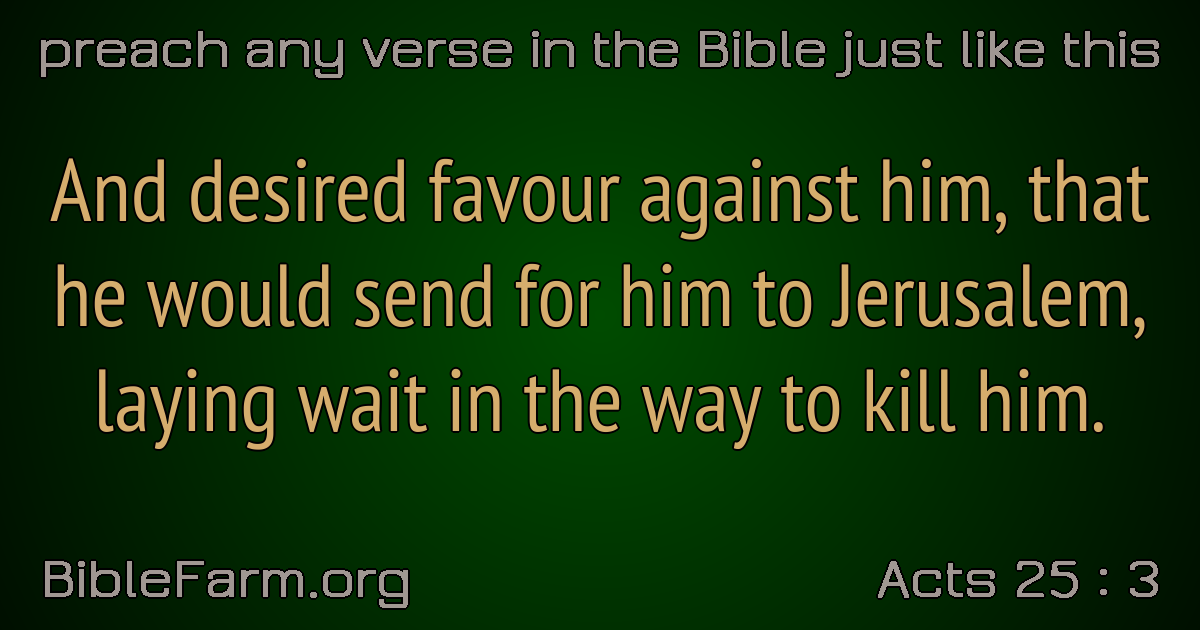 preach any verse in the Bible just like this
And desired favour against him, that
he would send for him to Jerusalem,
laying wait in the way to kill him.
BibleFarm.org
Acts 25 : 3